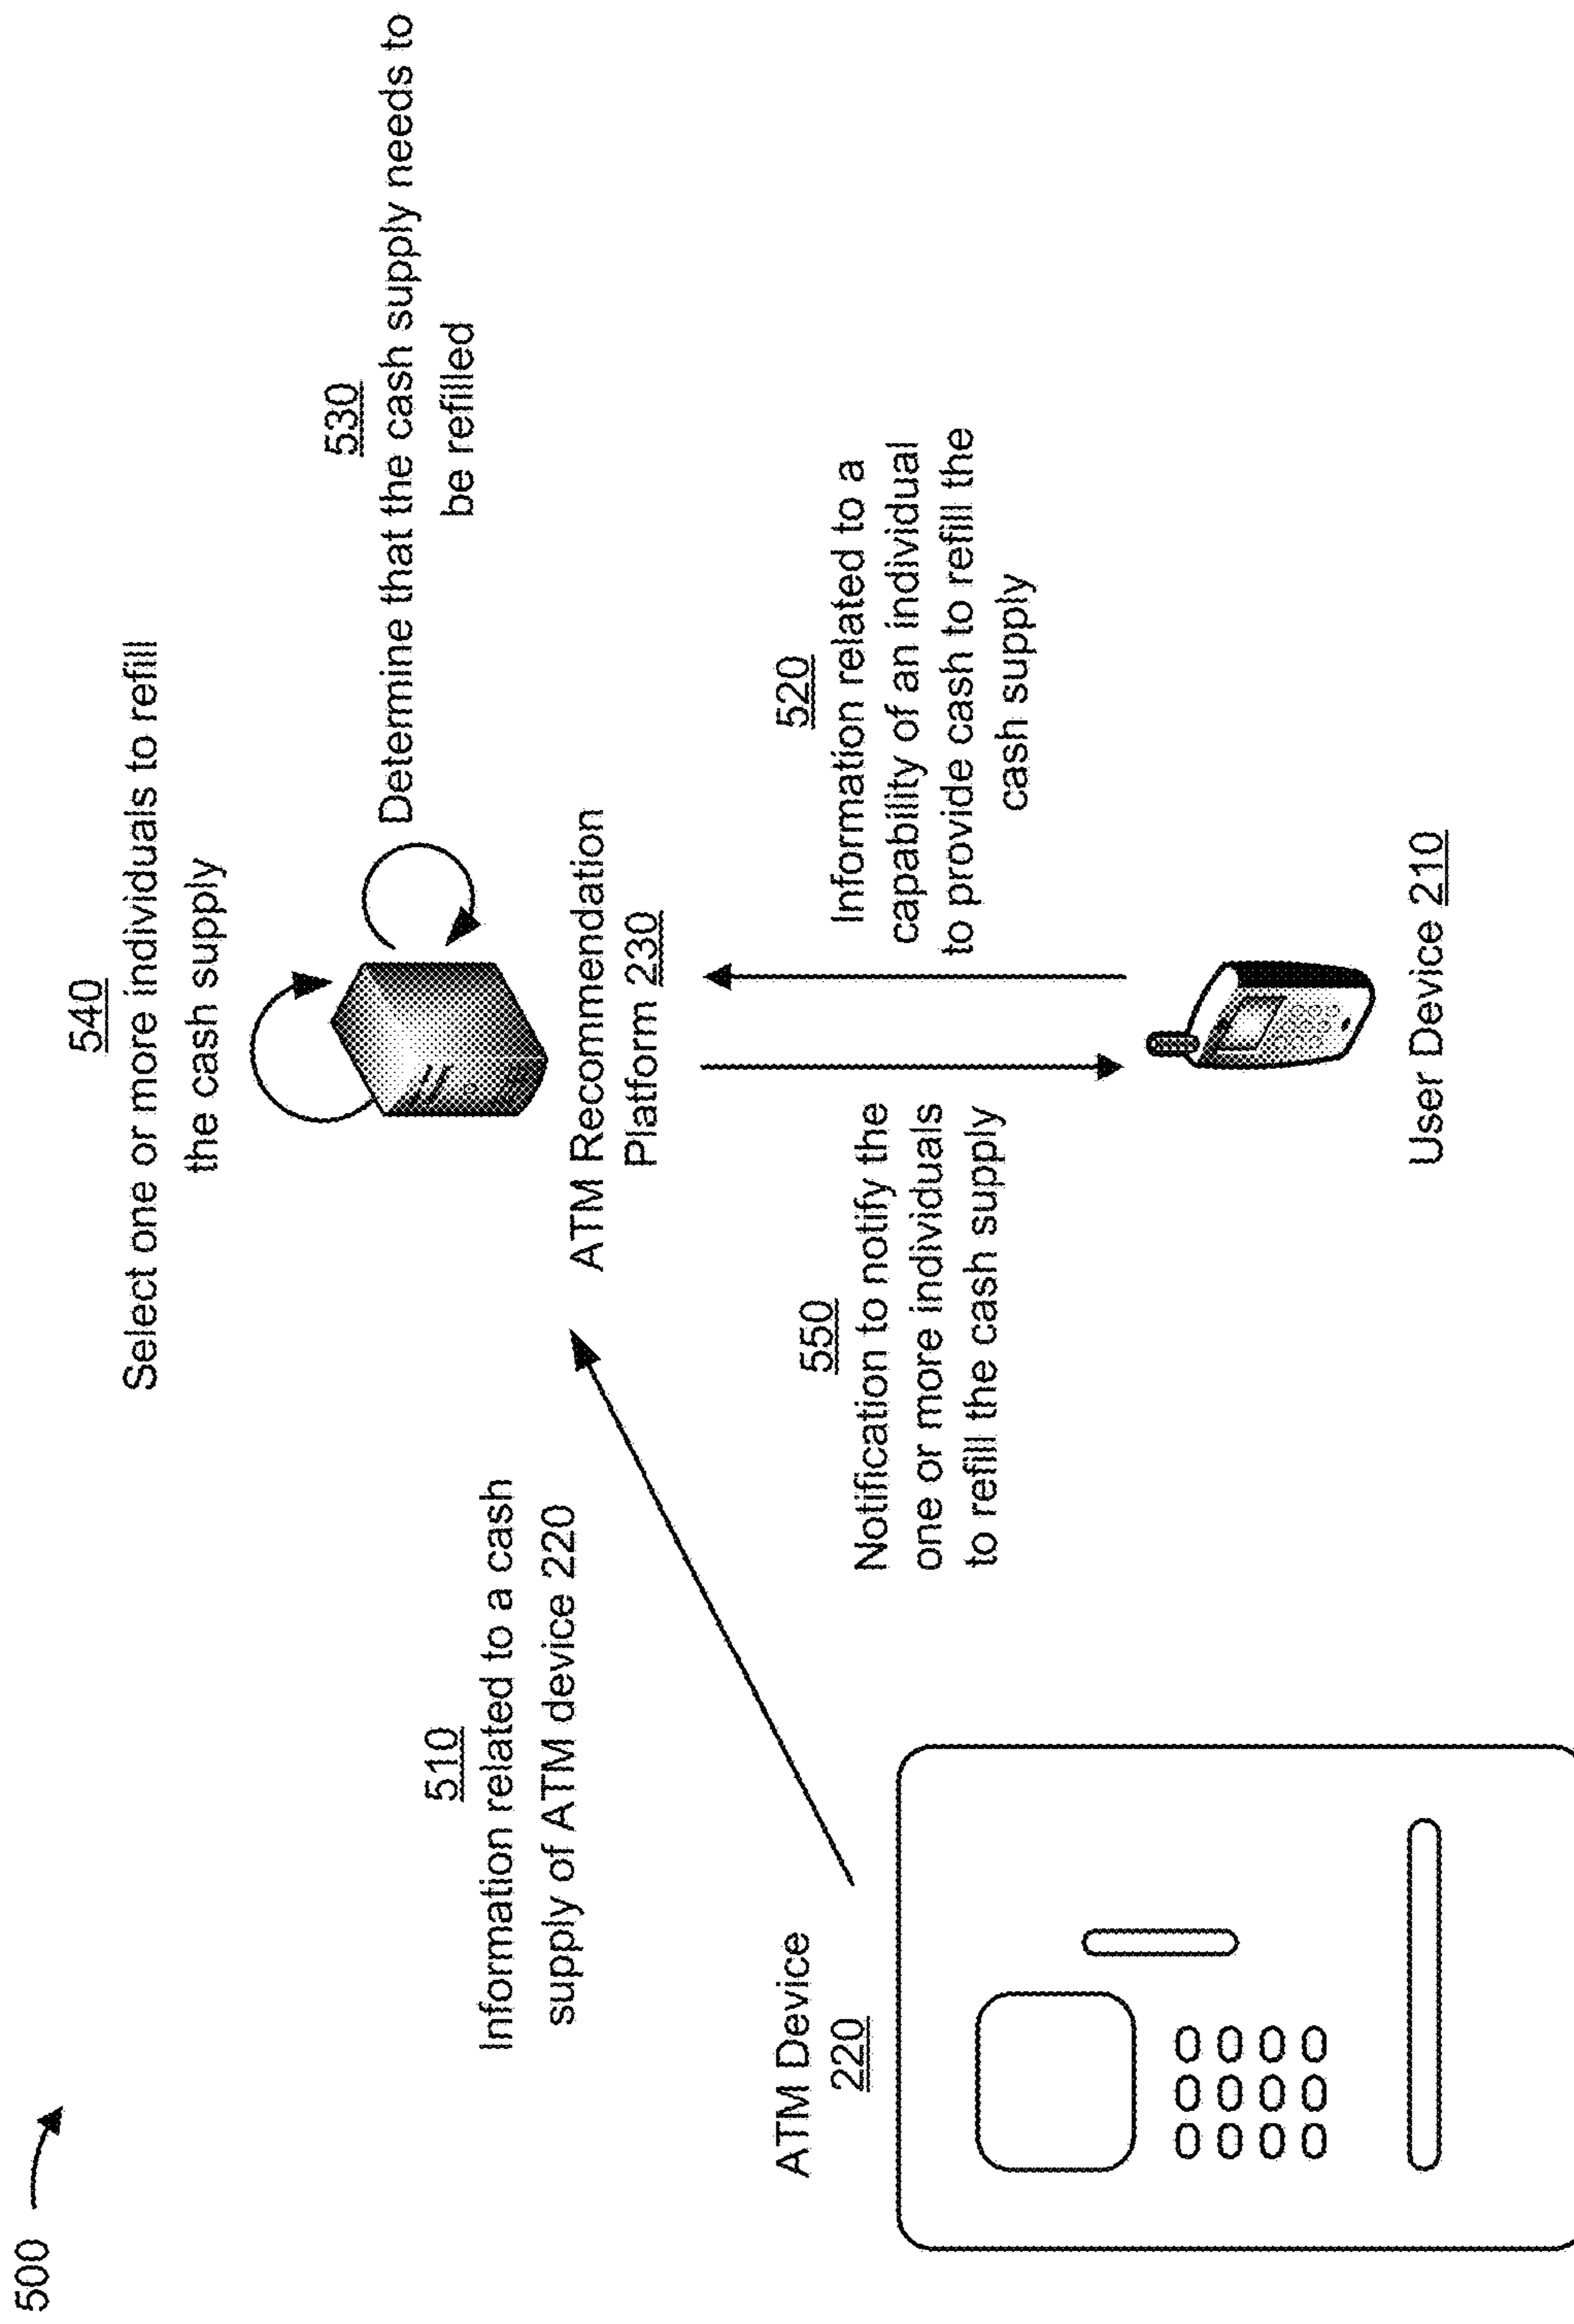 500
540
Select one or more individuals to refill
the cash supply
530
Determine that the cash supply needs to
be refilled
510
Information related to a cash
supply of ATM device 220
ATM Recommendation
Platform 230
520
Information related to a
capability of an individual
to provide cash to refill the
cash supply
550
Notification to notify the
one or more individuals
to refill the cash supply
ATM Device
220
User Device 210